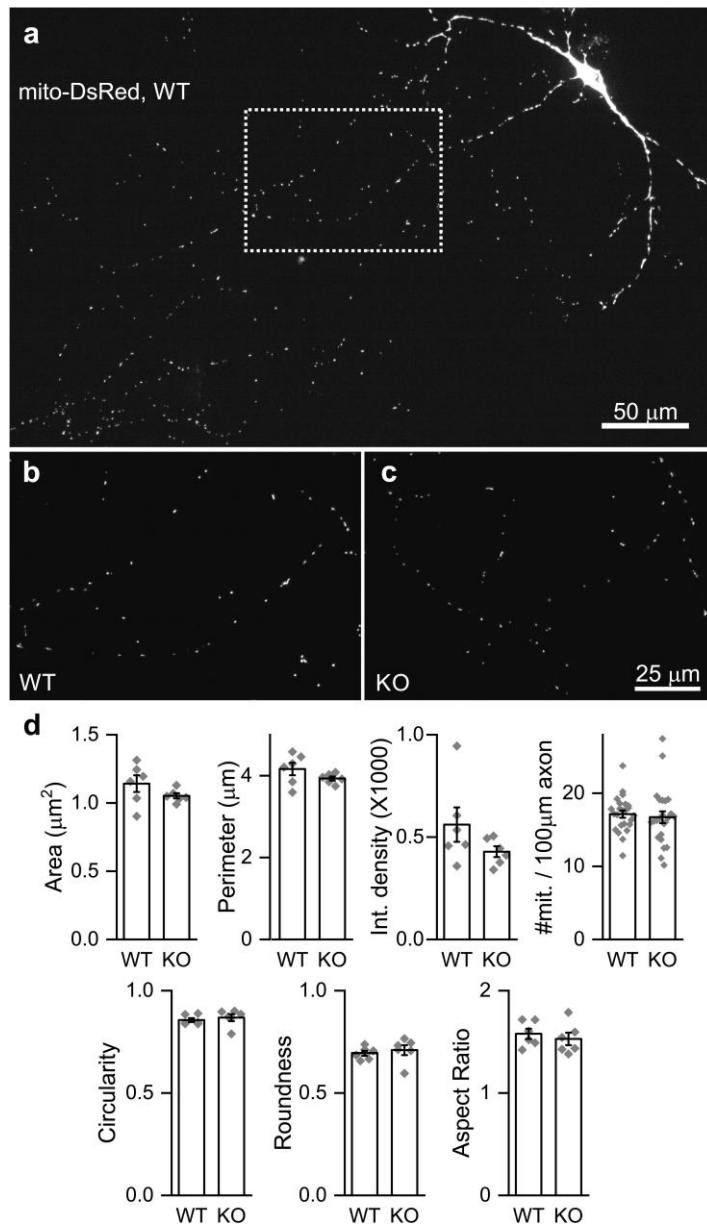 a
mito-DsRed, WT
50 μm
b
WT
c
KO
25 μm
d
Area (μm²)
1.5
1.0
0.5
0.0
WT KO
Perimeter (μm)
4
2
0
WT KO
Int. density (X1000)
1.0
0.5
0.0
WT KO
#mit. / 100μm axon
20
10
0
WT KO
Circularity
1.0
0.5
0.0
WT KO
Roundness
1.0
0.5
0.0
WT KO
Aspect Ratio
2
1
0
WT KO